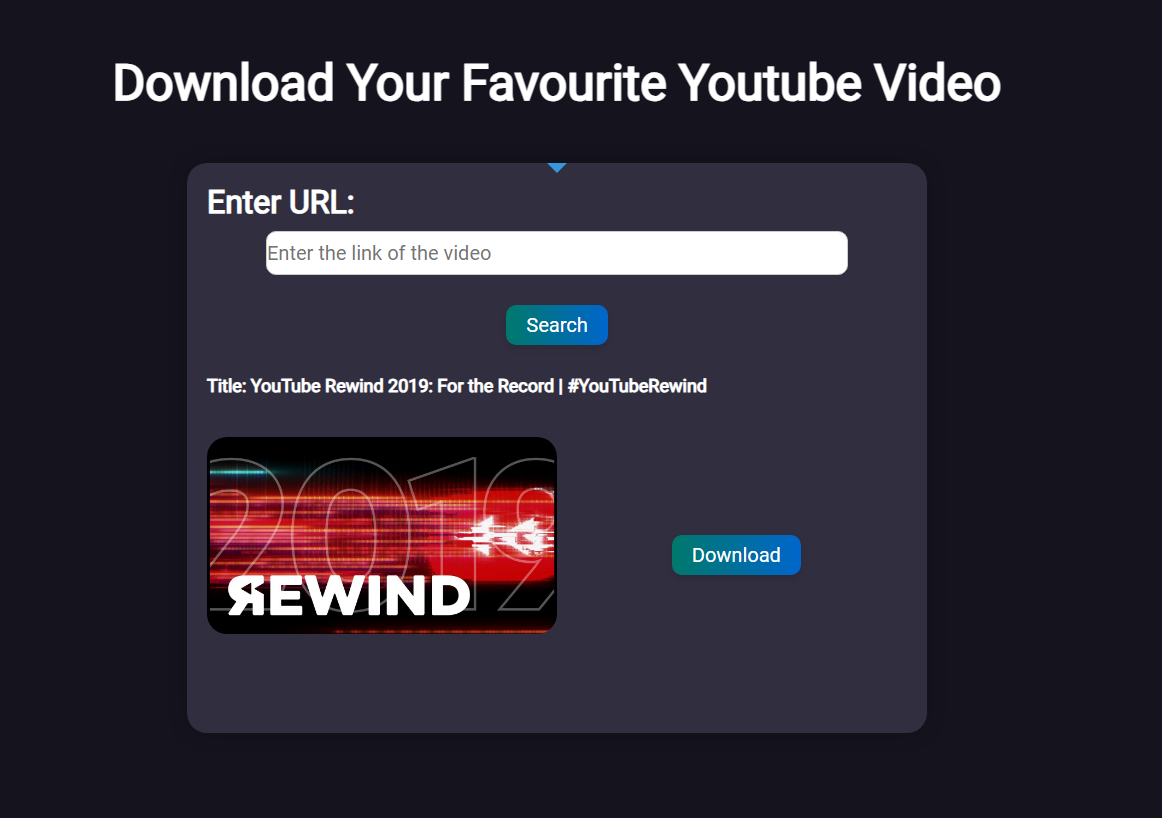 Download Your Favourite Youtube Video
Enter URL:
Enter the link of the video
Search
Title: YouTube Rewind 2019: For the Record | #YouTubeRewind
2019
ЯEWIND
Download